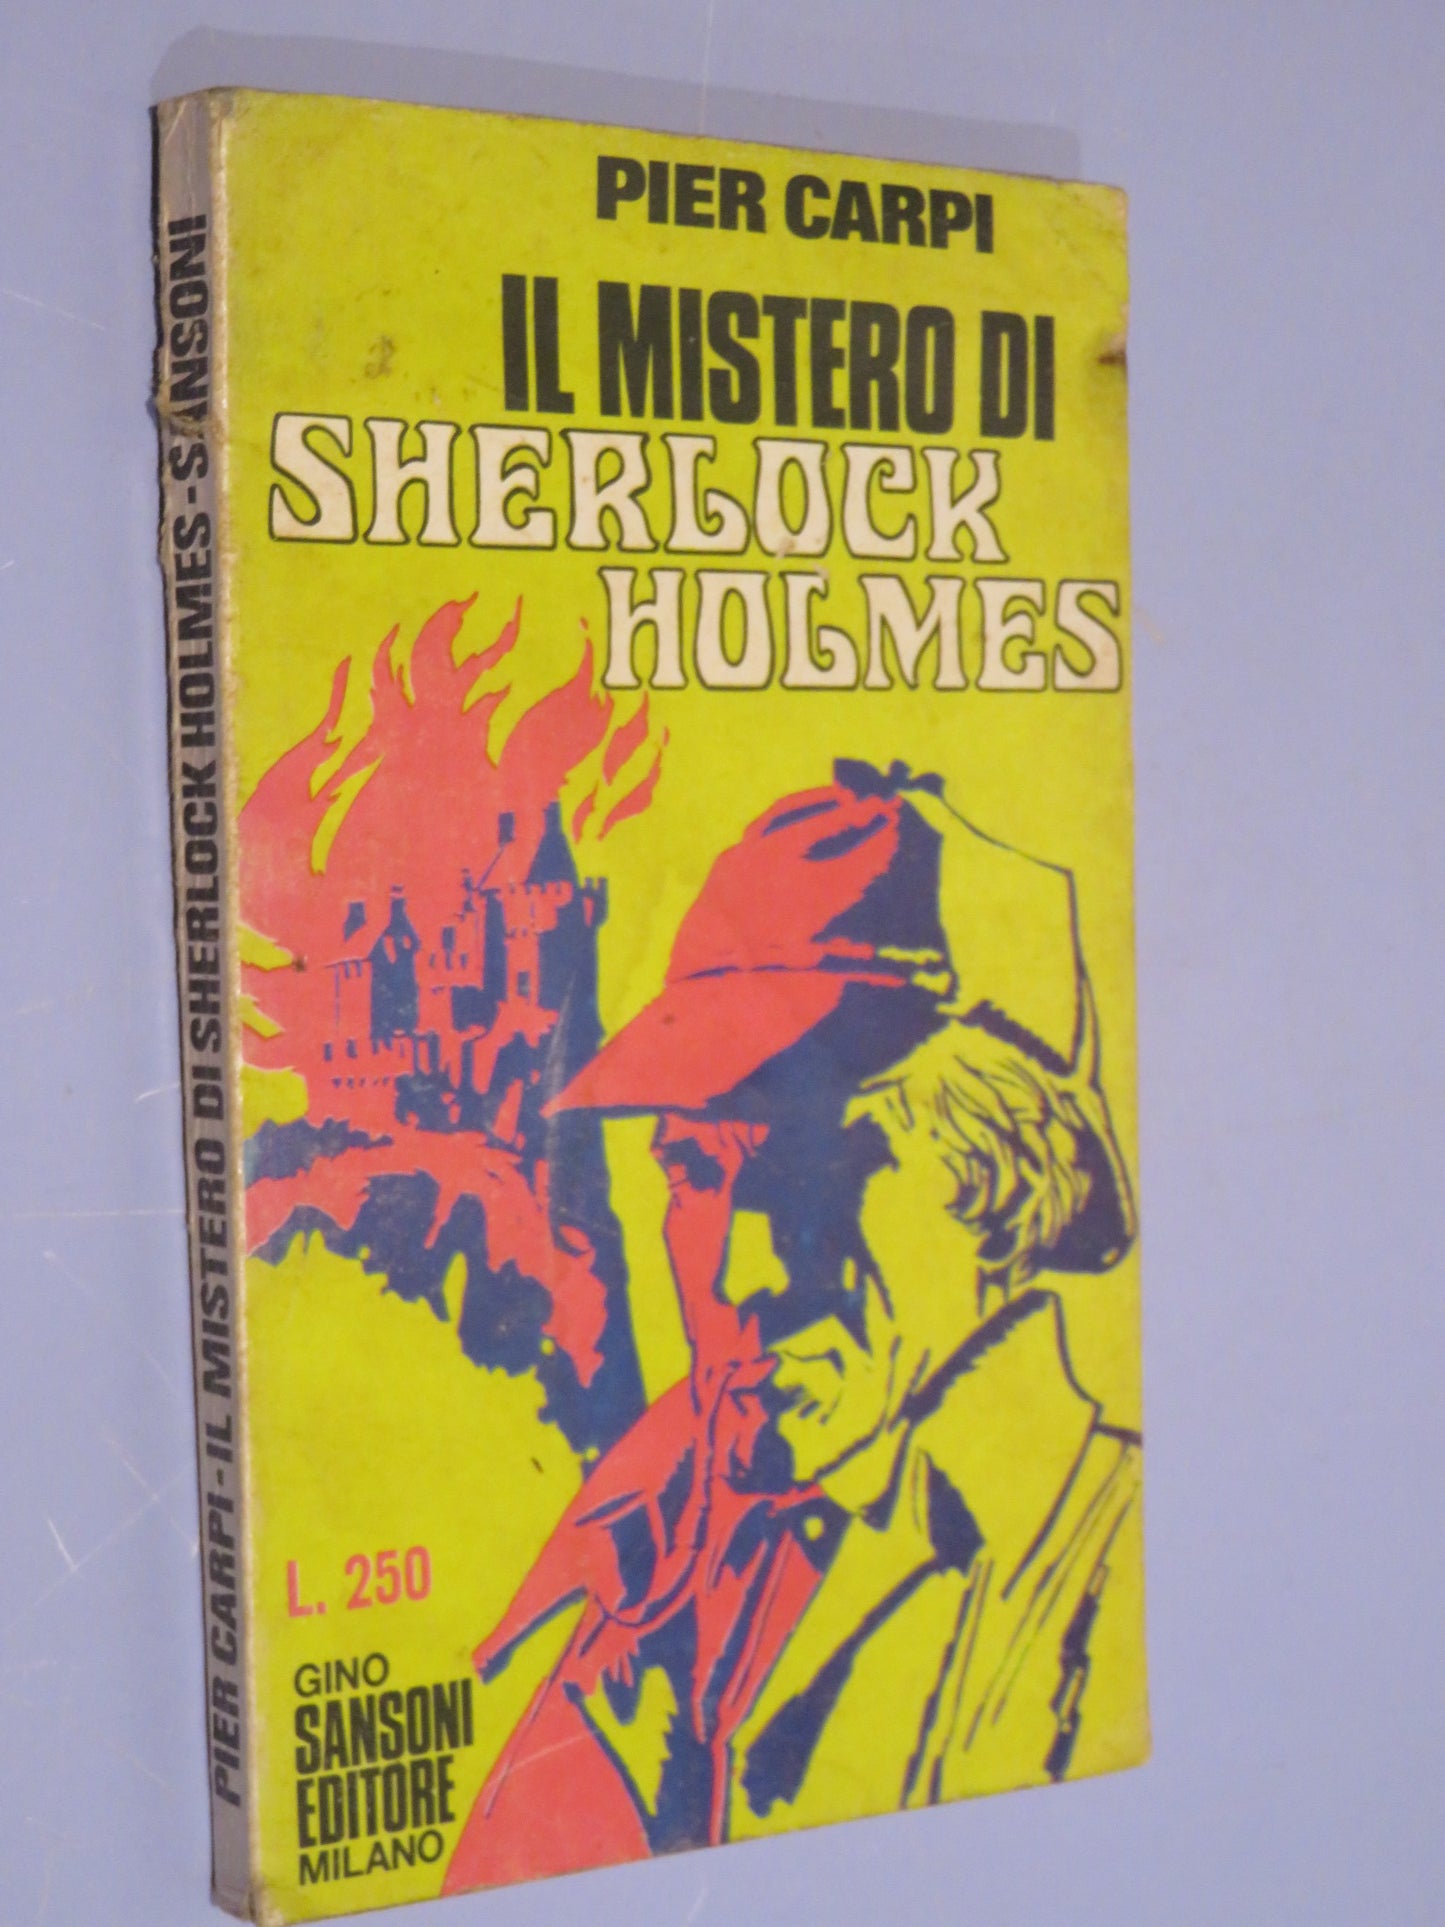 PIER CARPI
IL MISTERO DI
SHERLOCK
HOLMES
L. 250
GINO
SANSONI
EDITORE
MILANO
PIER CARPI - IL MISTERO DI SHERLOCK HOLMES - SANSONI